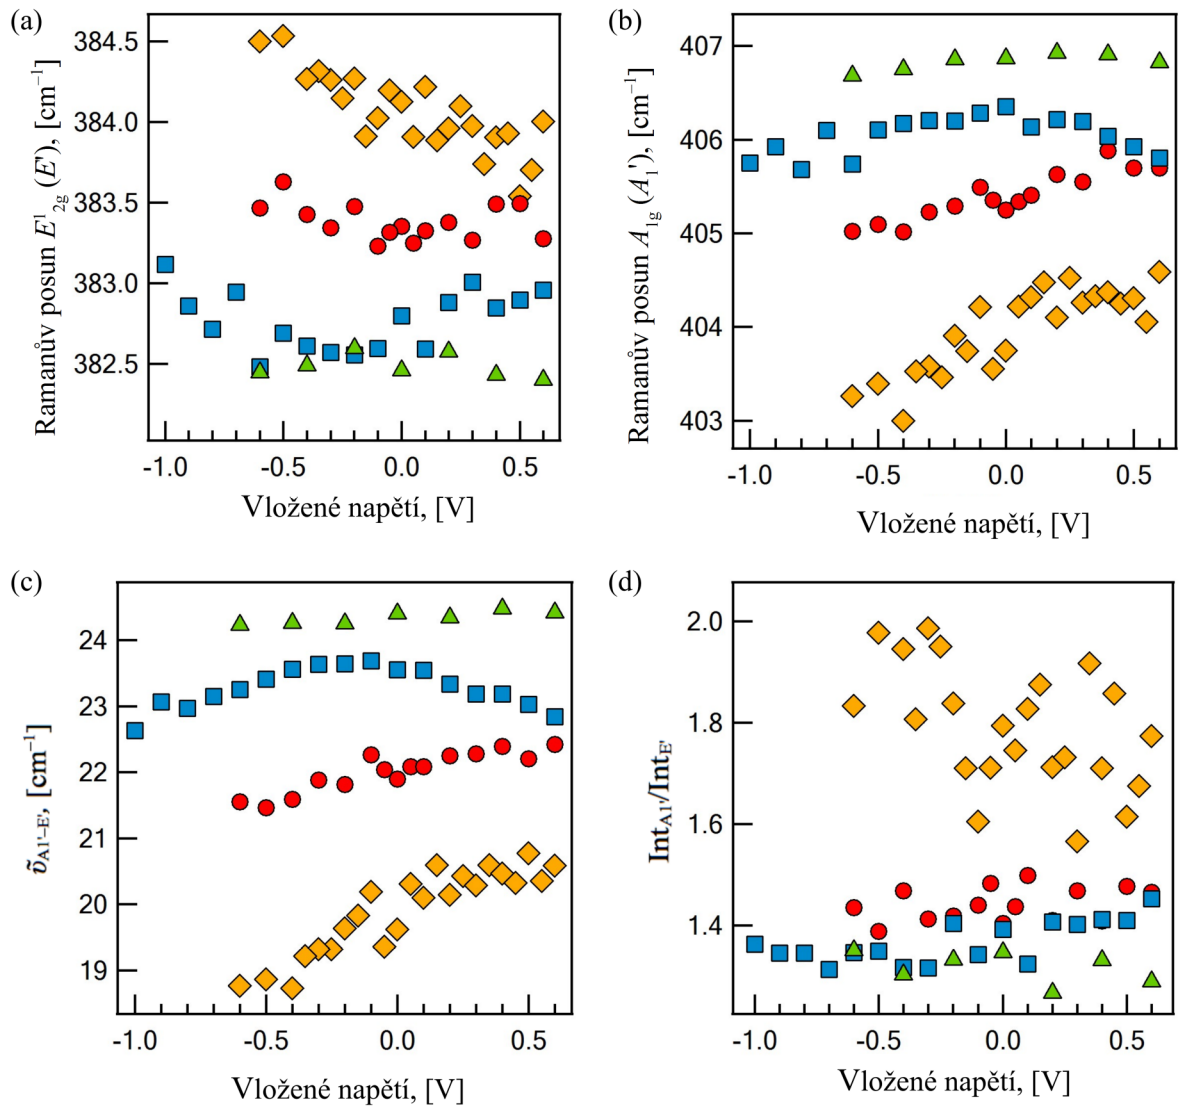 (a)
Ramanův posun E¹₂g (E'), [cm⁻¹]
384.5
384.0
383.5
383.0
382.5
-1.0 -0.5 0.0 0.5
Vložené napětí, [V]
(b)
Ramanův posun A₁g (A₁'), [cm⁻¹]
407
406
405
404
403
-1.0 -0.5 0.0 0.5
Vložené napětí, [V]
(c)
ṽA1'–E', [cm⁻¹]
24
23
22
21
20
19
-1.0 -0.5 0.0 0.5
Vložené napětí, [V]
(d)
IntA1'/IntE'
2.0
1.8
1.6
1.4
-1.0 -0.5 0.0 0.5
Vložené napětí, [V]